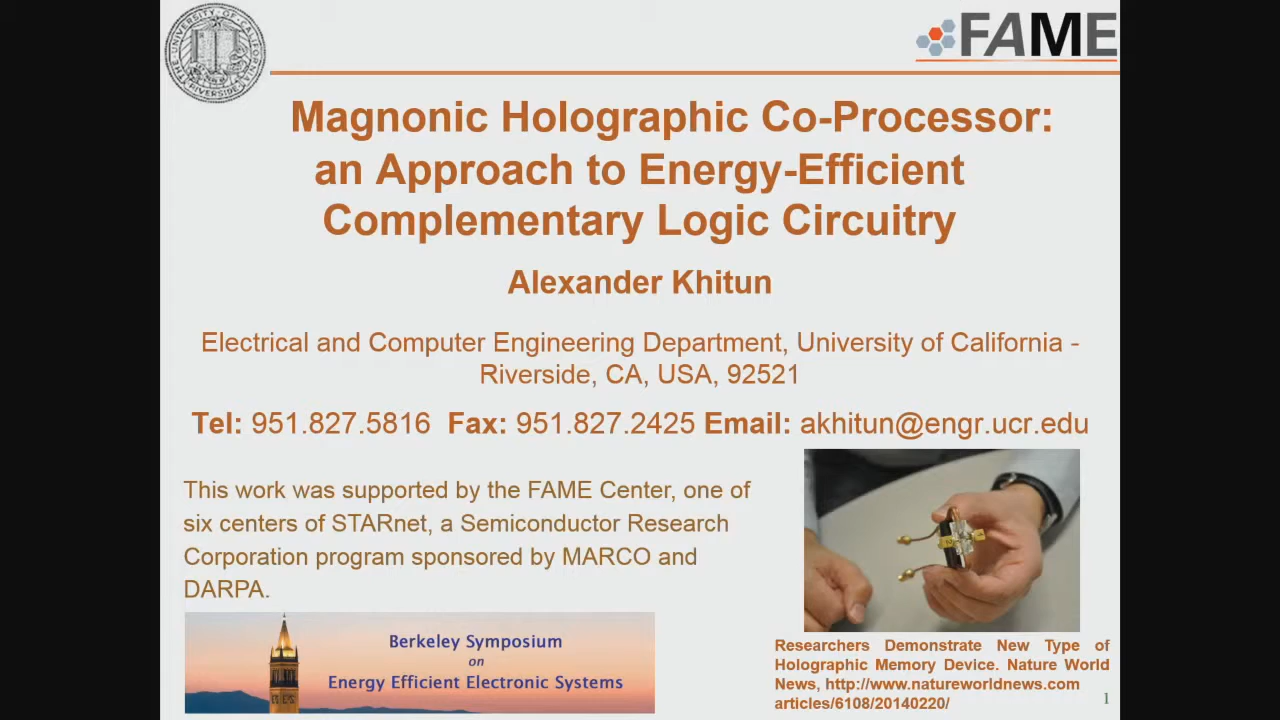 UNIVERSITY OF CALIFORNIA
RIVERSIDE
FAME
Magnonic Holographic Co-Processor:
an Approach to Energy-Efficient
Complementary Logic Circuitry
Alexander Khitun
Electrical and Computer Engineering Department, University of California -
Riverside, CA, USA, 92521
Tel: 951.827.5816 Fax: 951.827.2425 Email: akhitun@engr.ucr.edu
This work was supported by the FAME Center, one of
six centers of STARnet, a Semiconductor Research
Corporation program sponsored by MARCO and
DARPA.
Berkeley Symposium
on
Energy Efficient Electronic Systems
Researchers Demonstrate New Type of
Holographic Memory Device. Nature World
News, http://www.natureworldnews.com
articles/6108/20140220/
1